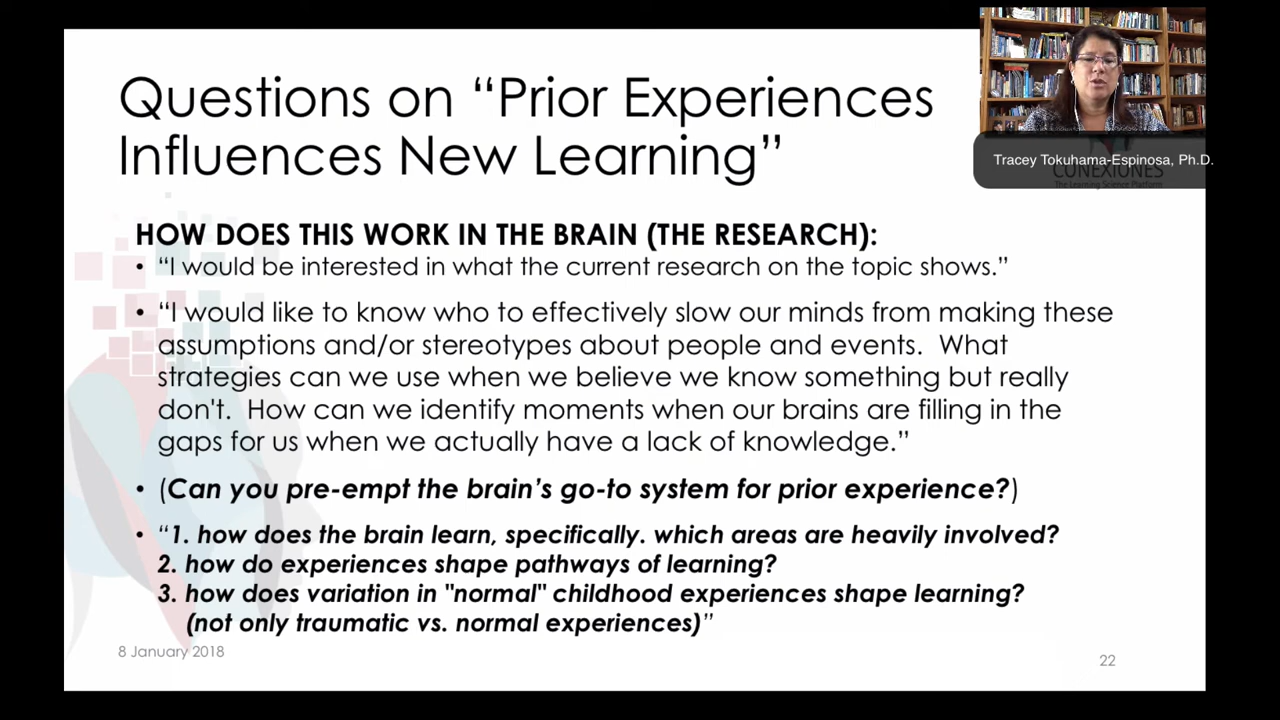 Questions on “Prior Experiences
Influences New Learning”
Tracey Tokuhama-Espinosa, Ph.D.
CONEXIONES
The Learning Science Platform
HOW DOES THIS WORK IN THE BRAIN (THE RESEARCH):
• “I would be interested in what the current research on the topic shows.”
• “I would like to know who to effectively slow our minds from making these
assumptions and/or stereotypes about people and events.  What
strategies can we use when we believe we know something but really
don't.  How can we identify moments when our brains are filling in the
gaps for us when we actually have a lack of knowledge.”
• (Can you pre-empt the brain’s go-to system for prior experience?)
• “1. how does the brain learn, specifically. which areas are heavily involved?
2. how do experiences shape pathways of learning?
3. how does variation in "normal" childhood experiences shape learning?
(not only traumatic vs. normal experiences)”
8 January 2018
22